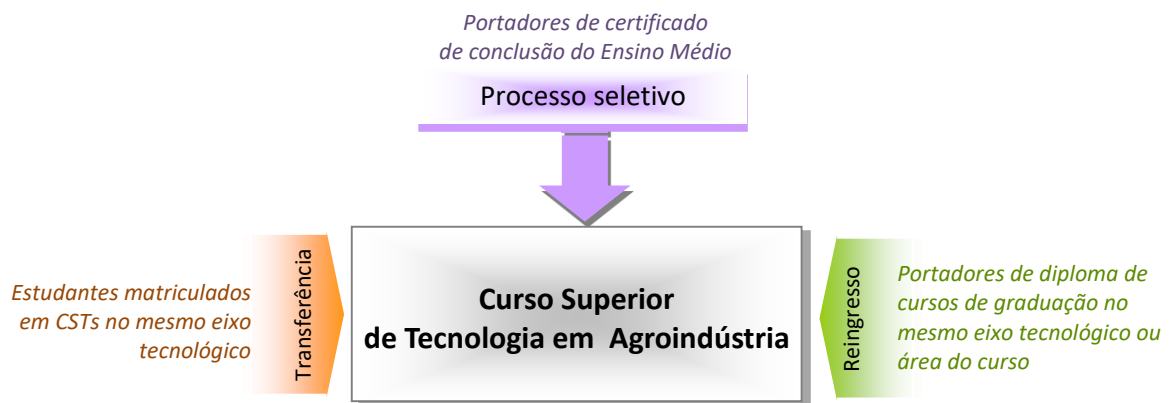 Portadores de certificado
de conclusão do Ensino Médio
Processo seletivo
Estudantes matriculados
em CSTs no mesmo eixo
tecnológico
Transferência
Curso Superior
de Tecnologia em Agroindústria
Reingresso
Portadores de diploma de
cursos de graduação no
mesmo eixo tecnológico ou
área do curso